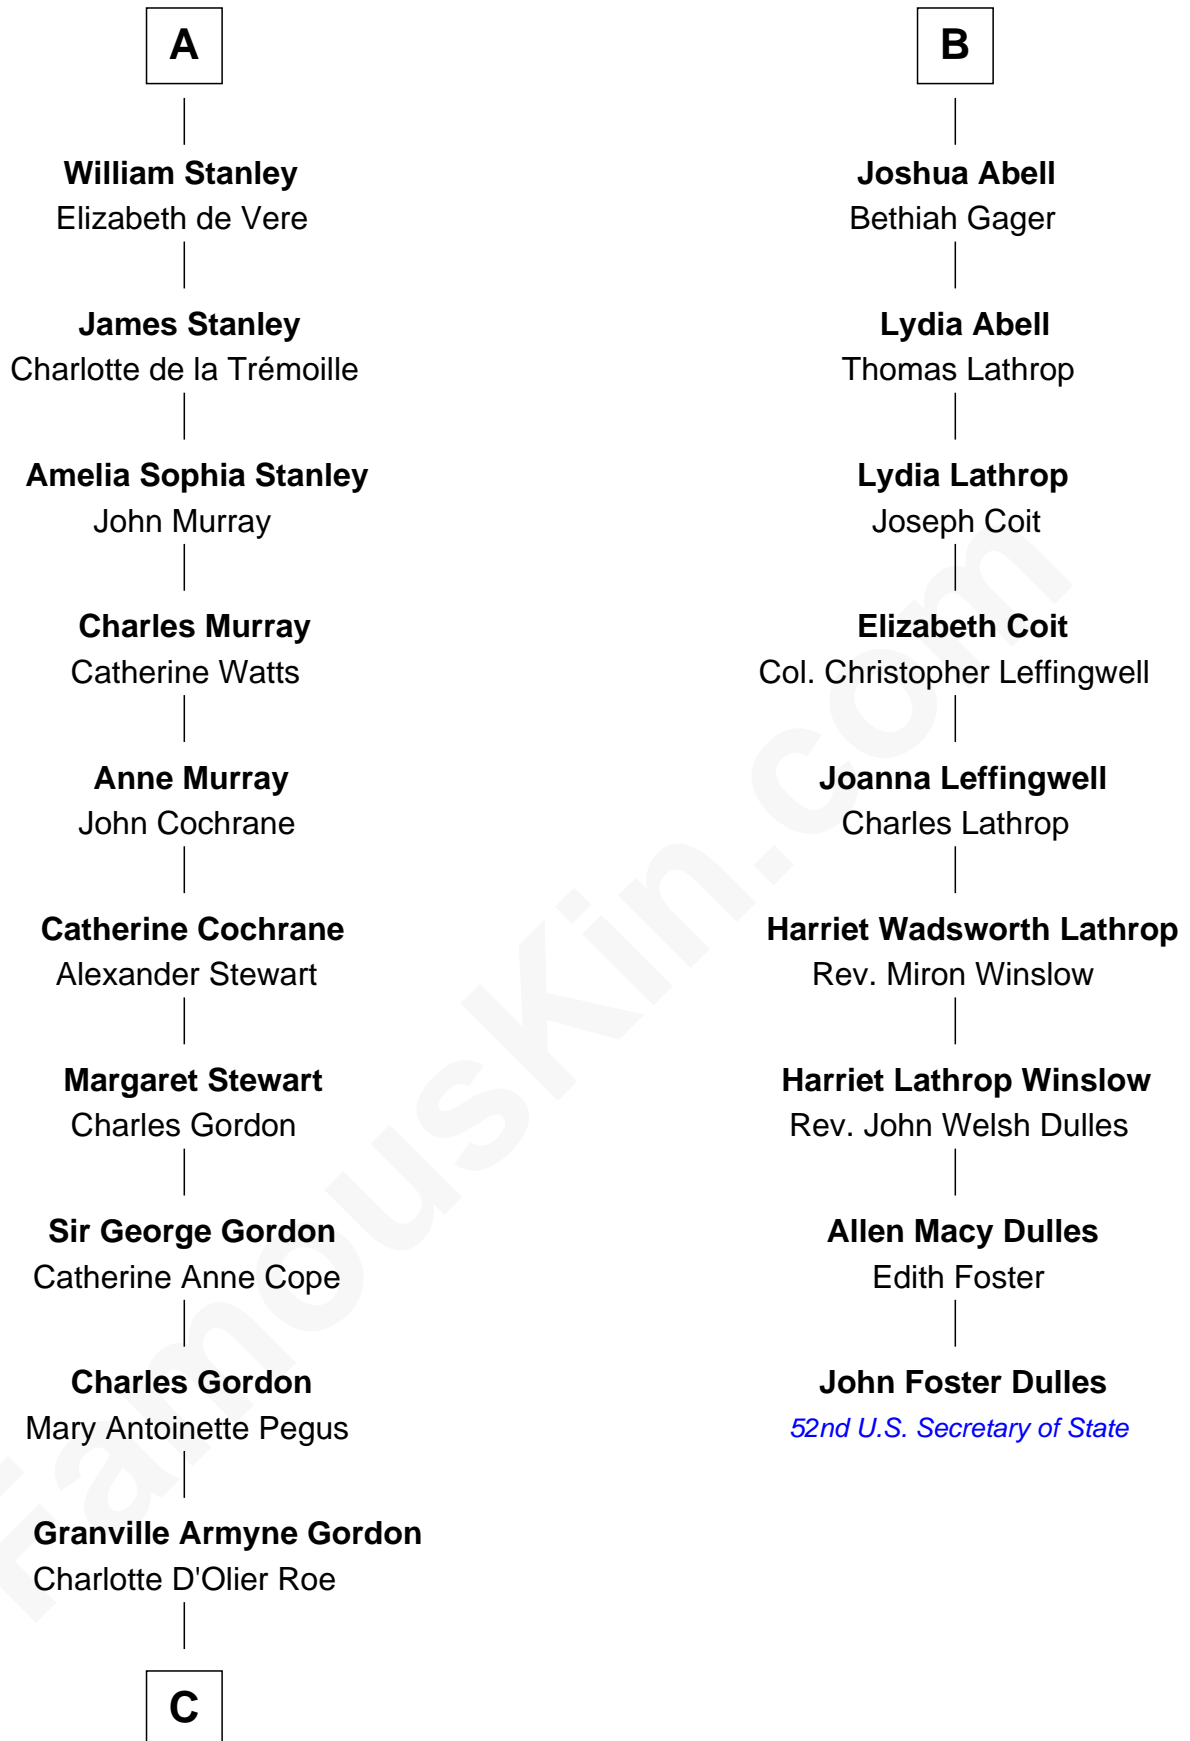 A
William Stanley
Elizabeth de Vere
James Stanley
Charlotte de la Trémoille
Amelia Sophia Stanley
John Murray
Charles Murray
Catherine Watts
Anne Murray
John Cochrane
Catherine Cochrane
Alexander Stewart
Margaret Stewart
Charles Gordon
Sir George Gordon
Catherine Anne Cope
Charles Gordon
Mary Antoinette Pegus
Granville Armyne Gordon
Charlotte D'Olier Roe
C
B
Joshua Abell
Bethiah Gager
Lydia Abell
Thomas Lathrop
Lydia Lathrop
Joseph Coit
Elizabeth Coit
Col. Christopher Leffingwell
Joanna Leffingwell
Charles Lathrop
Harriet Wadsworth Lathrop
Rev. Miron Winslow
Harriet Lathrop Winslow
Rev. John Welsh Dulles
Allen Macy Dulles
Edith Foster
John Foster Dulles
52nd U.S. Secretary of State
FamousKin.com